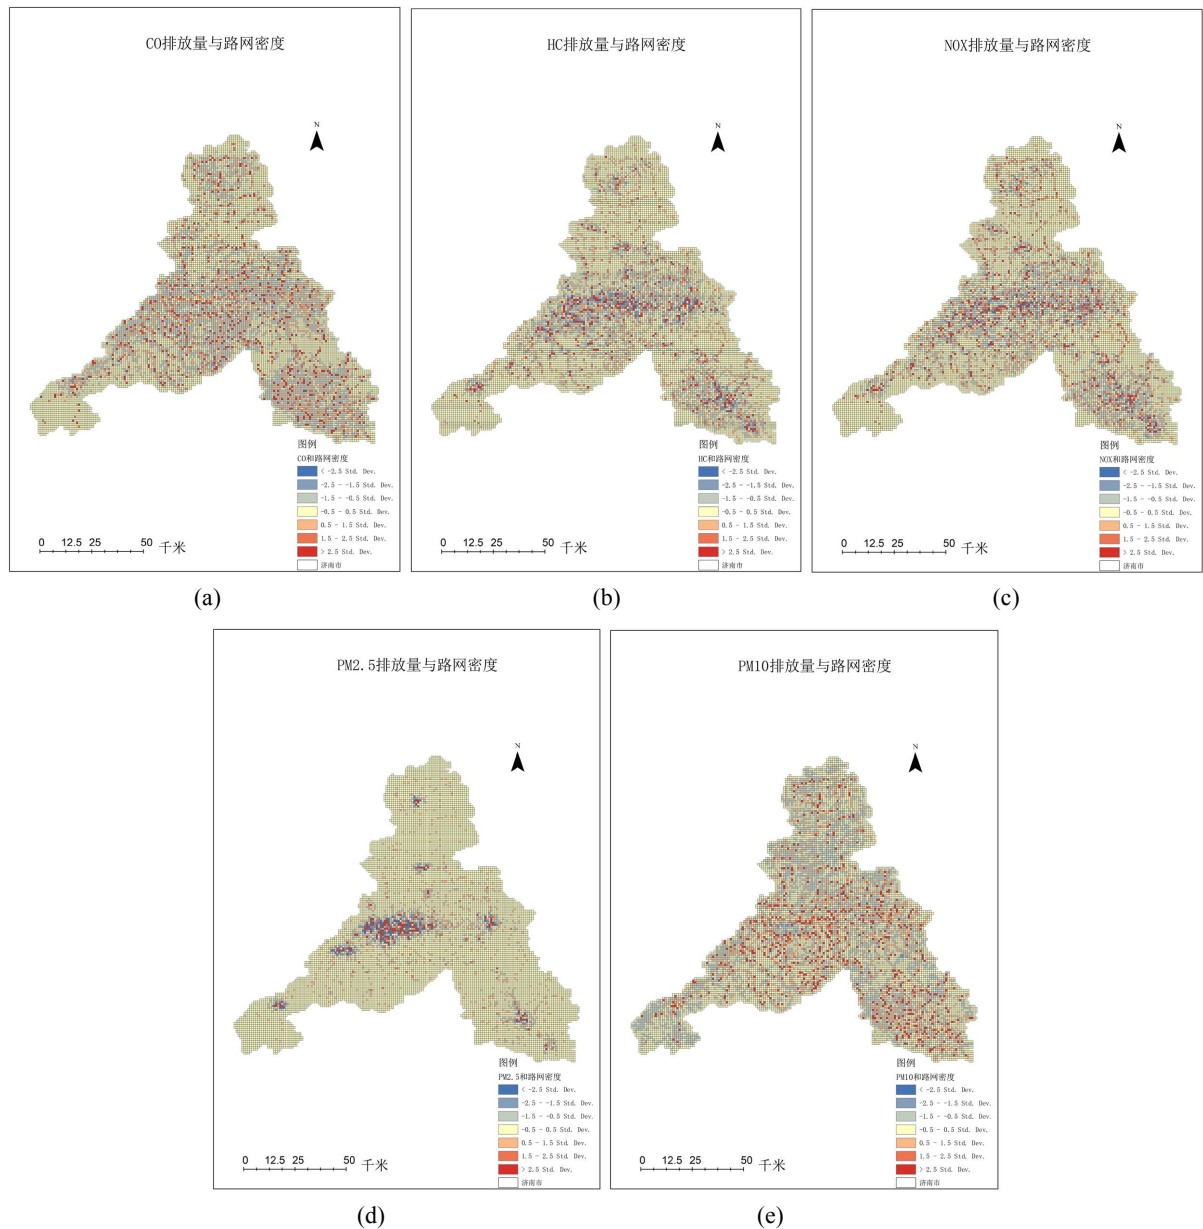 CO排放量与路网密度
N
图例
CO和路网密度
< -2.5 Std. Dev.
-2.5 - -1.5 Std. Dev.
-1.5 - -0.5 Std. Dev.
-0.5 - 0.5 Std. Dev.
0.5 - 1.5 Std. Dev.
1.5 - 2.5 Std. Dev.
> 2.5 Std. Dev.
济南市
0 12.5 25 50 千米
(a)
HC排放量与路网密度
N
图例
HC和路网密度
< -2.5 Std. Dev.
-2.5 - -1.5 Std. Dev.
-1.5 - -0.5 Std. Dev.
-0.5 - 0.5 Std. Dev.
0.5 - 1.5 Std. Dev.
1.5 - 2.5 Std. Dev.
> 2.5 Std. Dev.
济南市
0 12.5 25 50 千米
(b)
NOX排放量与路网密度
N
图例
NOX和路网密度
< -2.5 Std. Dev.
-2.5 - -1.5 Std. Dev.
-1.5 - -0.5 Std. Dev.
-0.5 - 0.5 Std. Dev.
0.5 - 1.5 Std. Dev.
1.5 - 2.5 Std. Dev.
> 2.5 Std. Dev.
济南市
0 12.5 25 50 千米
(c)
PM2.5排放量与路网密度
N
图例
PM2.5和路网密度
< -2.5 Std. Dev.
-2.5 - -1.5 Std. Dev.
-1.5 - -0.5 Std. Dev.
-0.5 - 0.5 Std. Dev.
0.5 - 1.5 Std. Dev.
1.5 - 2.5 Std. Dev.
> 2.5 Std. Dev.
济南市
0 12.5 25 50 千米
(d)
PM10排放量与路网密度
N
图例
PM10和路网密度
< -2.5 Std. Dev.
-2.5 - -1.5 Std. Dev.
-1.5 - -0.5 Std. Dev.
-0.5 - 0.5 Std. Dev.
0.5 - 1.5 Std. Dev.
1.5 - 2.5 Std. Dev.
> 2.5 Std. Dev.
济南市
0 12.5 25 50 千米
(e)